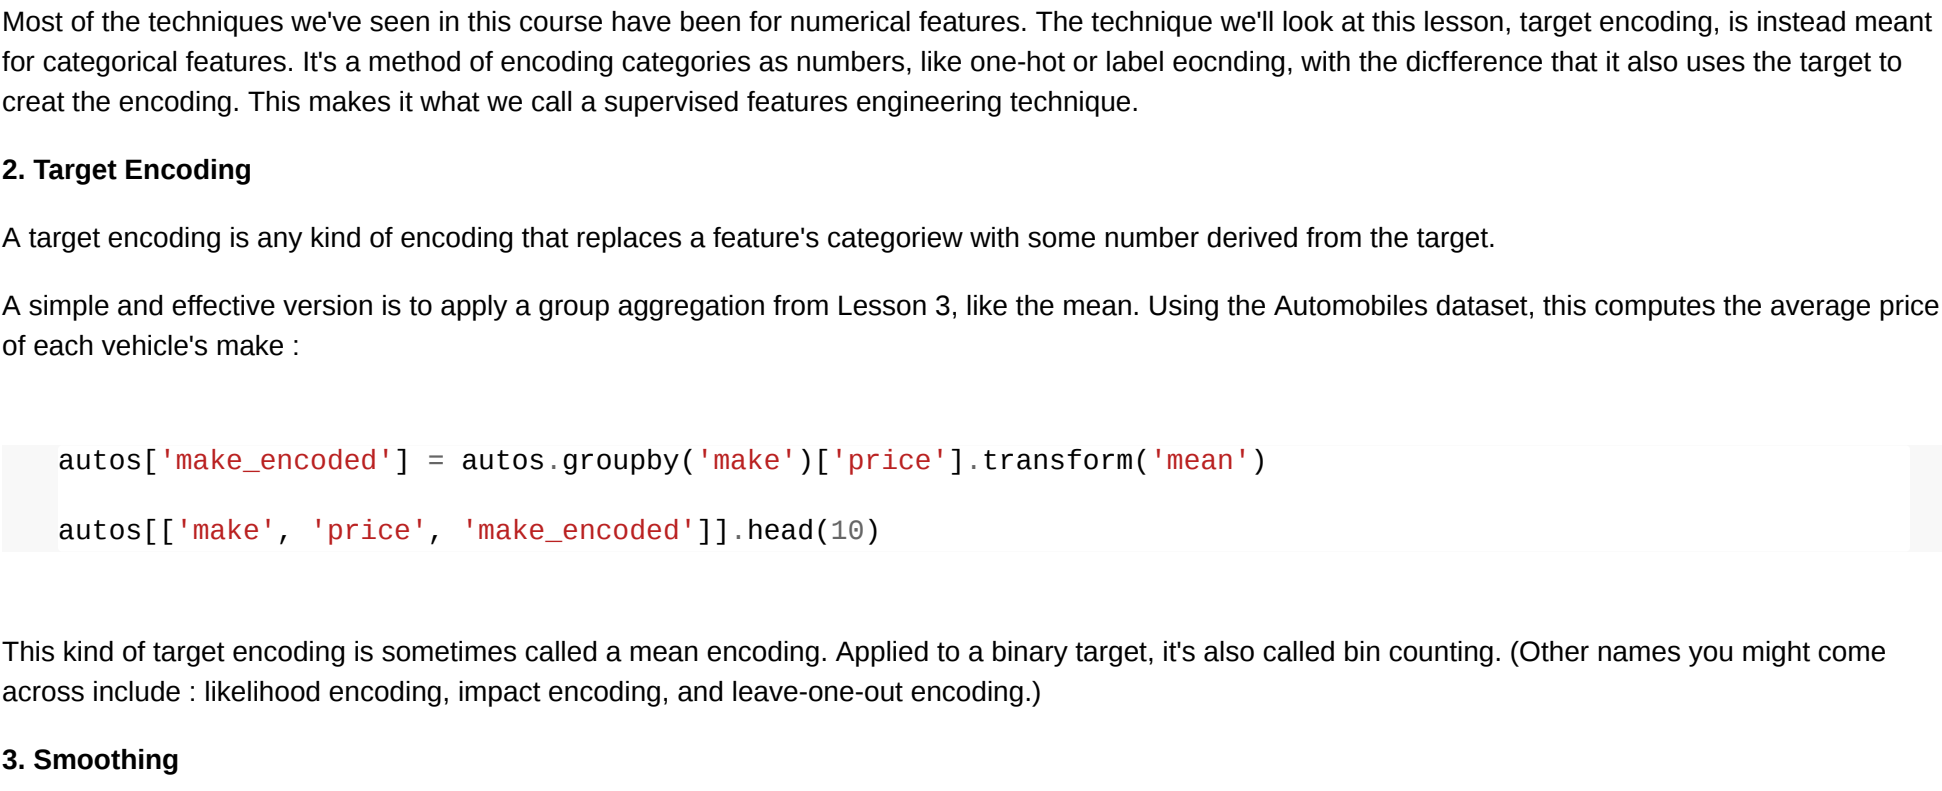 Most of the techniques we've seen in this course have been for numerical features. The technique we'll look at this lesson, target encoding, is instead meant
for categorical features. It's a method of encoding categories as numbers, like one-hot or label eocnding, with the dicfference that it also uses the target to
creat the encoding. This makes it what we call a supervised features engineering technique.
2. Target Encoding
A target encoding is any kind of encoding that replaces a feature's categoriew with some number derived from the target.
A simple and effective version is to apply a group aggregation from Lesson 3, like the mean. Using the Automobiles dataset, this computes the average price
of each vehicle's make :
autos['make_encoded'] = autos.groupby('make')['price'].transform('mean')
autos[['make', 'price', 'make_encoded']].head(10)
This kind of target encoding is sometimes called a mean encoding. Applied to a binary target, it's also called bin counting. (Other names you might come
across include : likelihood encoding, impact encoding, and leave-one-out encoding.)
3. Smoothing